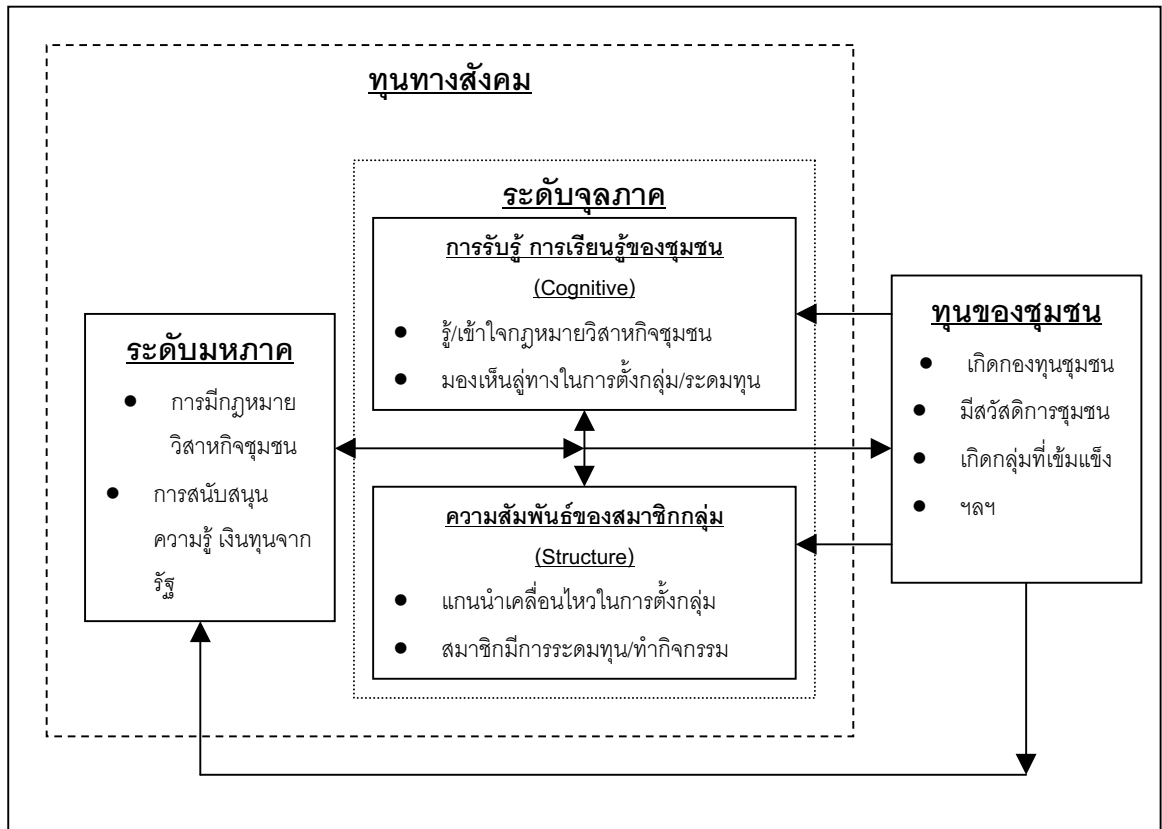 ทุนทางสังคม
ระดับจุลภาค
การรับรู้ การเรียนรู้ของชุมชน
(Cognitive)
● รู้/เข้าใจกฎหมายวิสาหกิจชุมชน
● มองเห็นลู่ทางในการตั้งกลุ่ม/ระดมทุน
ระดับมหภาค
● การมีกฎหมาย
วิสาหกิจชุมชน
● การสนับสนุน
ความรู้ เงินทุนจาก
รัฐ
ความสัมพันธ์ของสมาชิกกลุ่ม
(Structure)
● แกนนำเคลื่อนไหวในการตั้งกลุ่ม
● สมาชิกมีการระดมทุน/ทำกิจกรรม
ทุนของชุมชน
● เกิดกองทุนชุมชน
● มีสวัสดิการชุมชน
● เกิดกลุ่มที่เข้มแข็ง
● ฯลฯ